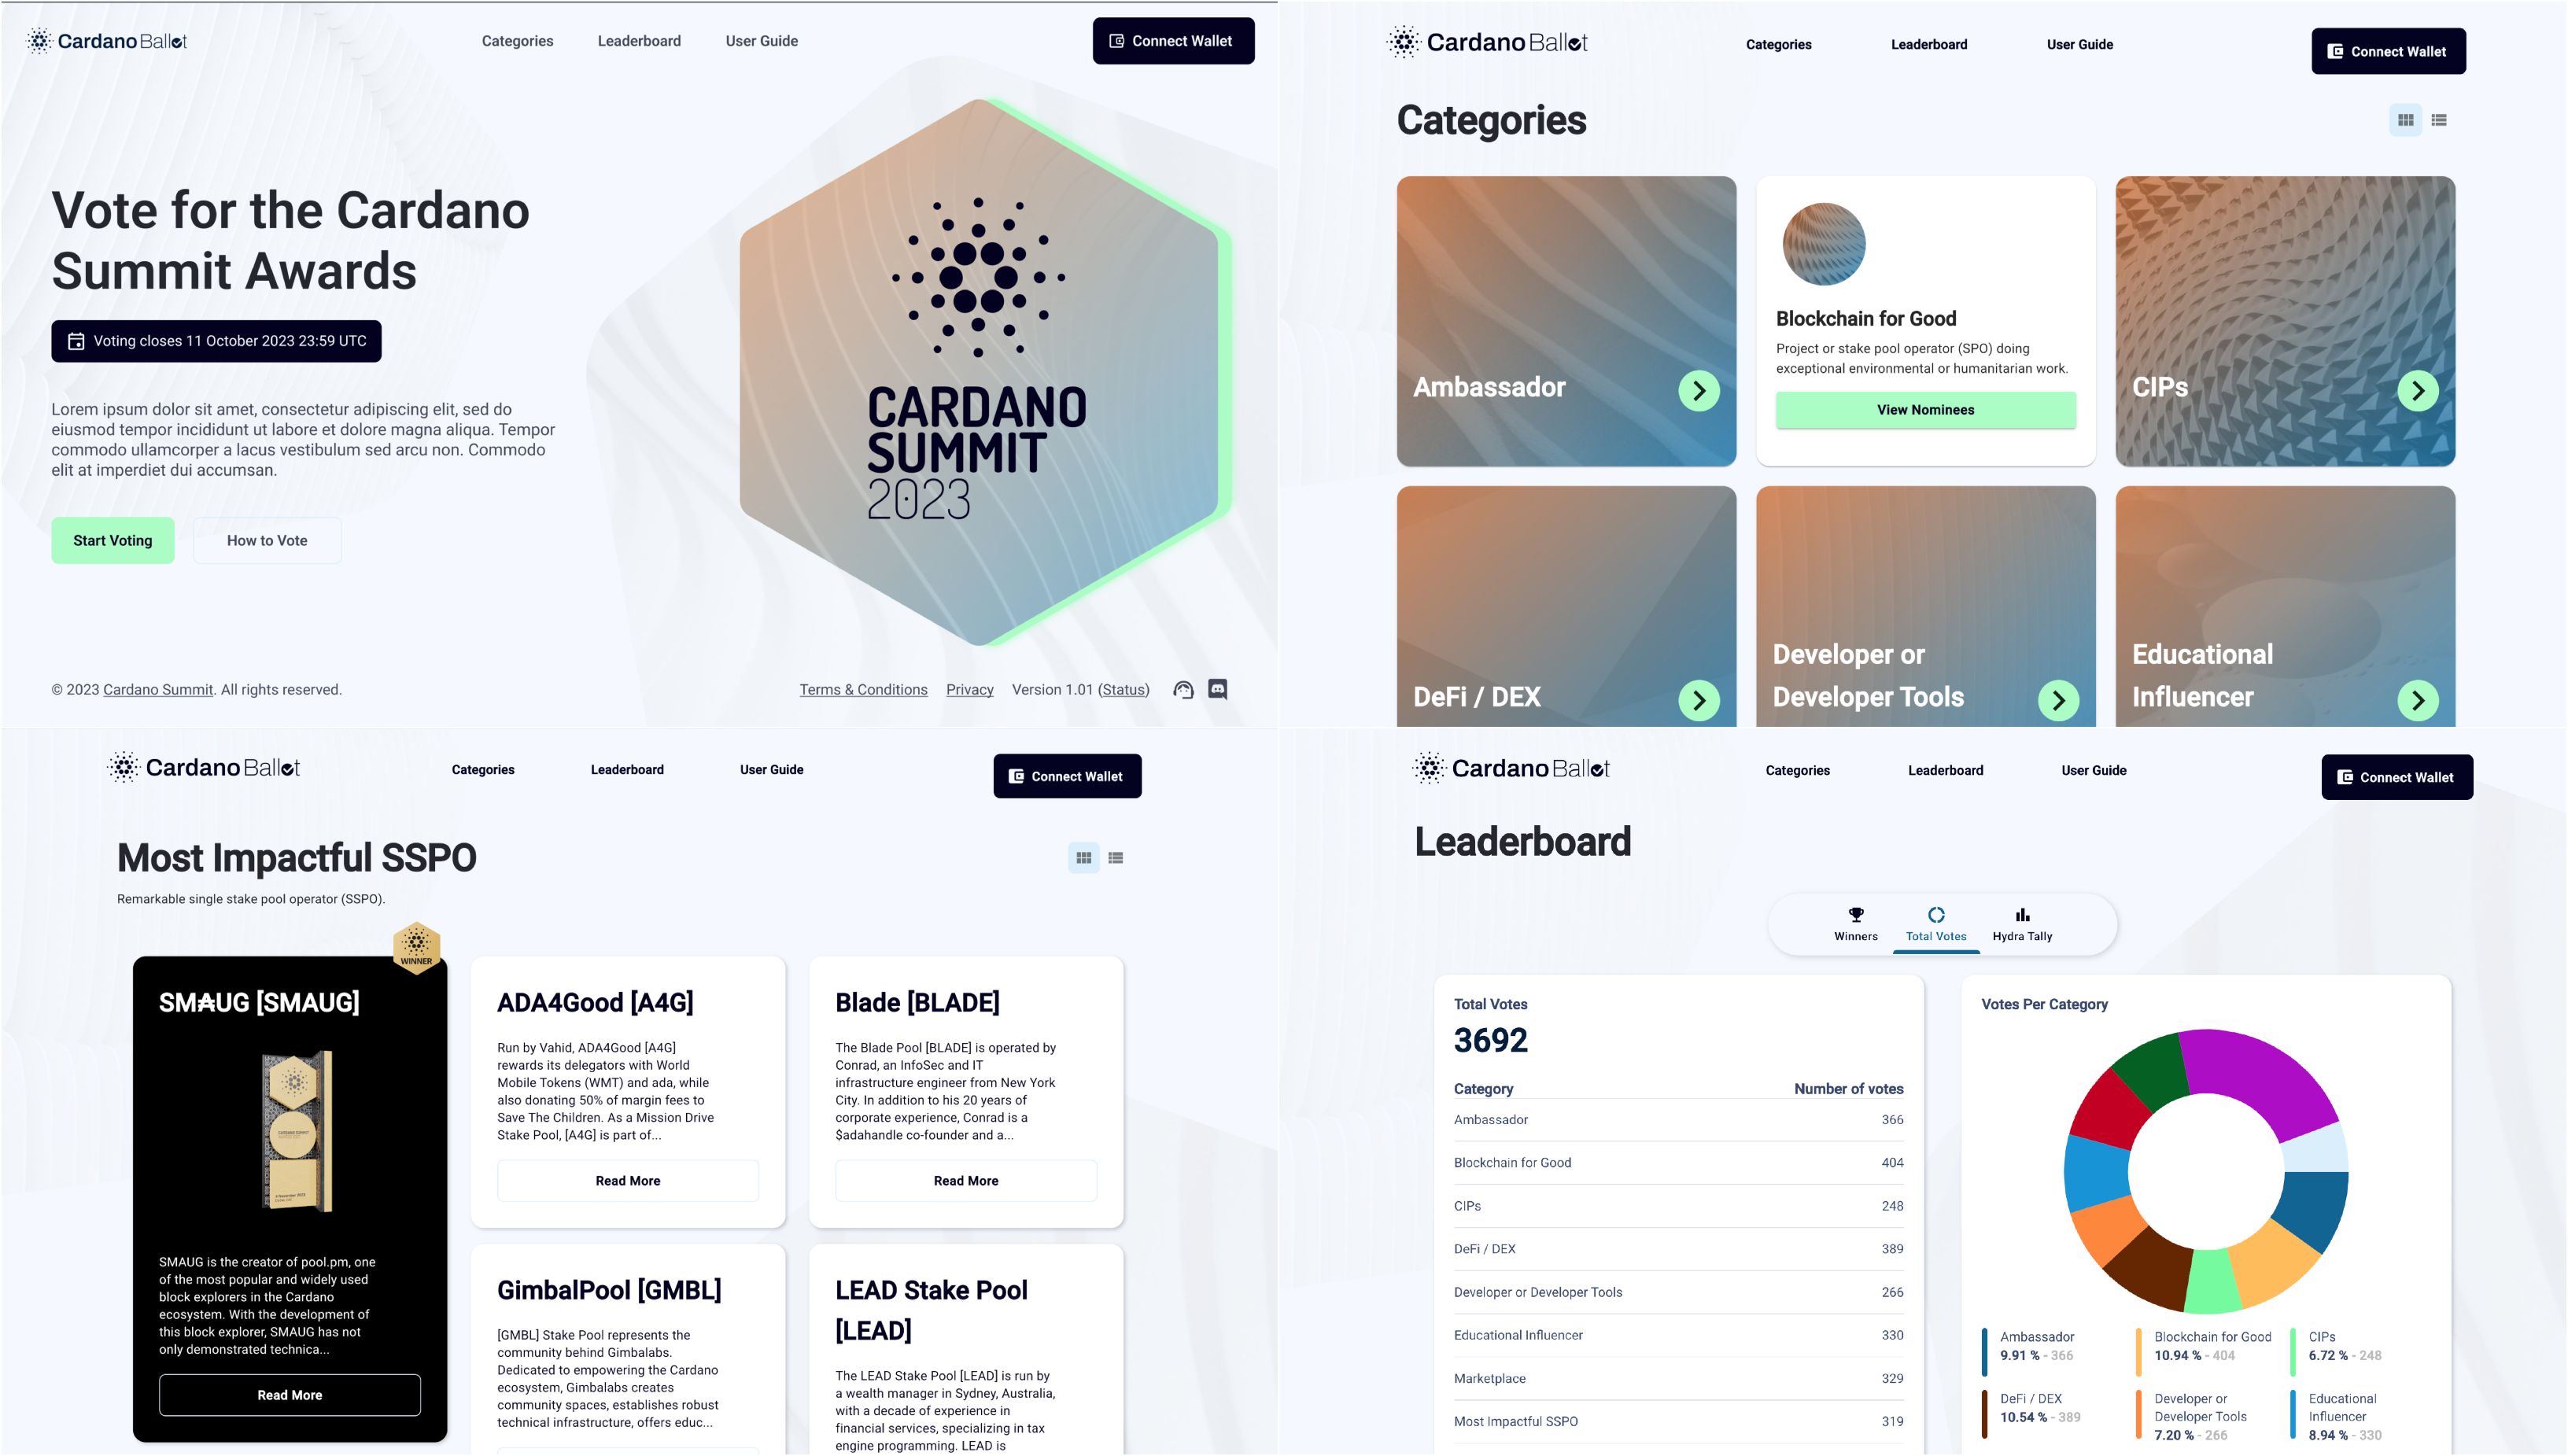 Cardano Ballot
Categories
Leaderboard
User Guide
Connect Wallet
Vote for the Cardano
Summit Awards
Voting closes 11 October 2023 23:59 UTC
Lorem ipsum dolor sit amet, consectetur adipiscing elit, sed do
eiusmod tempor incididunt ut labore et dolore magna aliqua. Tempor
commodo ullamcorper a lacus vestibulum sed arcu non. Commodo
elit at imperdiet dui accumsan.
Start Voting
How to Vote
CARDANO
SUMMIT
2023
© 2023 Cardano Summit. All rights reserved.
Terms & Conditions
Privacy
Version 1.01 (Status)
Cardano Ballot
Categories
Leaderboard
User Guide
Connect Wallet
Categories
Ambassador
Blockchain for Good
Project or stake pool operator (SPO) doing
exceptional environmental or humanitarian work.
View Nominees
CIPs
DeFi / DEX
Developer or
Developer Tools
Educational
Influencer
Cardano Ballot
Categories
Leaderboard
User Guide
Connect Wallet
Most Impactful SSPO
Remarkable single stake pool operator (SSPO).
WINNER
SM₳UG [SMAUG]
SMAUG is the creator of pool.pm, one
of the most popular and widely used
block explorers in the Cardano
ecosystem. With the development of
this block explorer, SMAUG has not
only demonstrated technica...
Read More
ADA4Good [A4G]
Run by Vahid, ADA4Good [A4G]
rewards its delegators with World
Mobile Tokens (WMT) and ada, while
also donating 50% of margin fees to
Save The Children. As a Mission Drive
Stake Pool, [A4G] is part of...
Read More
Blade [BLADE]
The Blade Pool [BLADE] is operated by
Conrad, an InfoSec and IT
infrastructure engineer from New York
City. In addition to his 20 years of
corporate experience, Conrad is a
$adahandle co-founder and a...
Read More
GimbalPool [GMBL]
[GMBL] Stake Pool represents the
community behind Gimbalabs.
Dedicated to empowering the Cardano
ecosystem, Gimbalabs creates
community spaces, establishes robust
technical infrastructure, offers educ...
LEAD Stake Pool
[LEAD]
The LEAD Stake Pool [LEAD] is run by
a wealth manager in Sydney, Australia,
with a decade of experience in
financial services, specializing in tax
engine programming. LEAD is
Cardano Ballot
Categories
Leaderboard
User Guide
Connect Wallet
Leaderboard
Winners
Total Votes
Hydra Tally
Total Votes
3692
Category Number of votes
Ambassador 366
Blockchain for Good 404
CIPs 248
DeFi / DEX 389
Developer or Developer Tools 266
Educational Influencer 330
Marketplace 329
Most Impactful SSPO 319
Votes Per Category
Ambassador
9.91 % - 366
Blockchain for Good
10.94 % - 404
CIPs
6.72 % - 248
DeFi / DEX
10.54 % - 389
Developer or
Developer Tools
7.20 % - 266
Educational
Influencer
8.94 % - 330